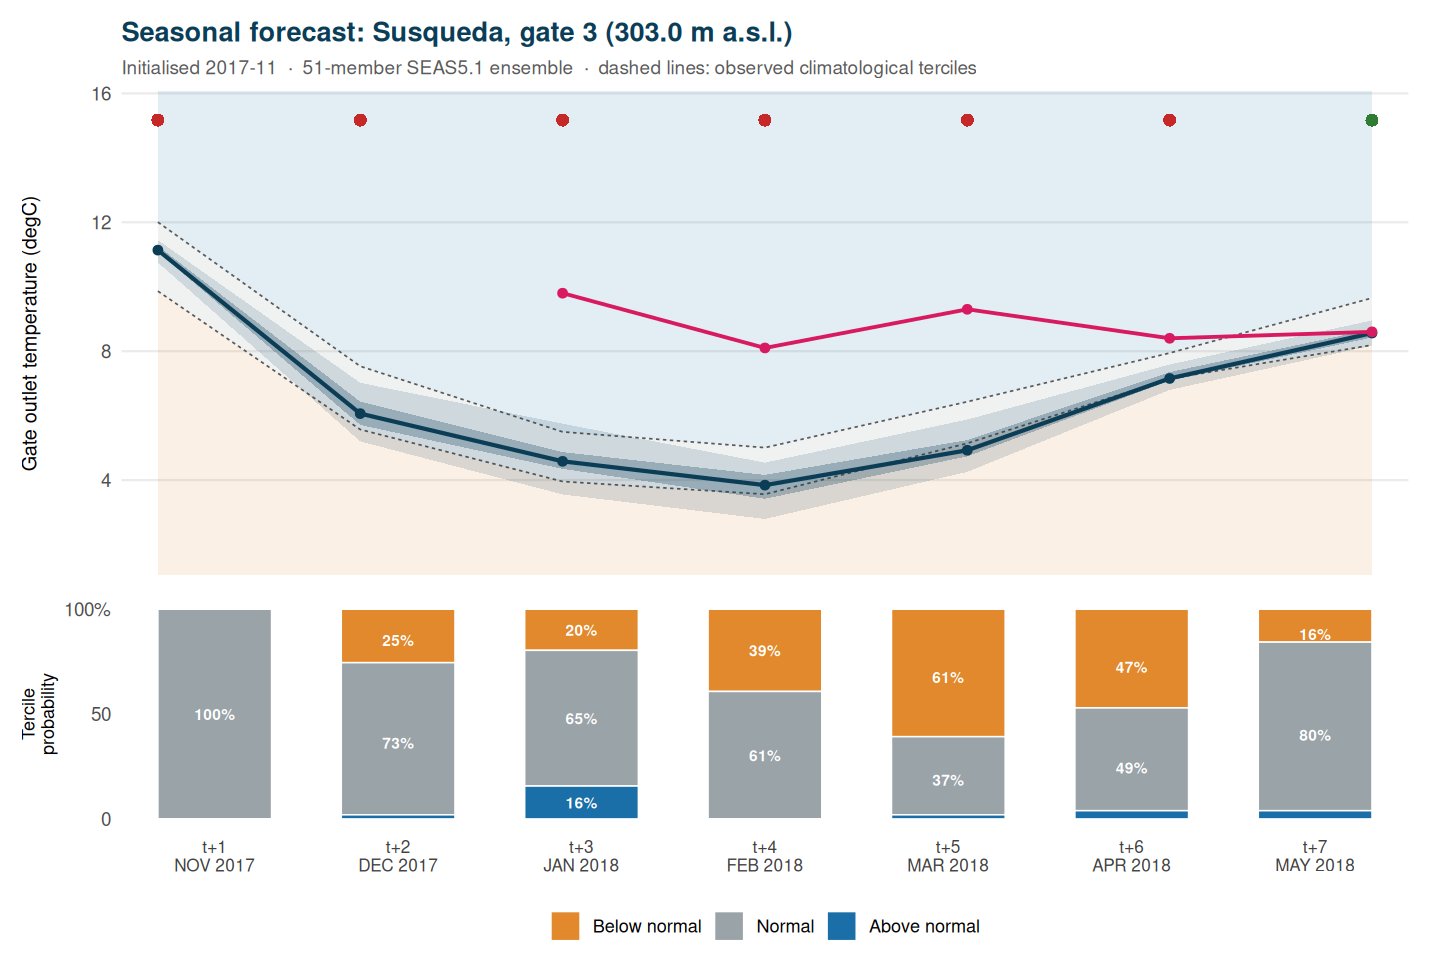 Seasonal forecast: Susqueda, gate 3 (303.0 m a.s.l.)
Initialised 2017-11 · 51-member SEAS5.1 ensemble · dashed lines: observed climatological terciles
Gate outlet temperature (degC)
16
12
8
4
Tercile
probability
100%
50
0
100%
25%
73%
20%
65%
16%
39%
61%
61%
37%
47%
49%
16%
80%
t+1
NOV 2017
t+2
DEC 2017
t+3
JAN 2018
t+4
FEB 2018
t+5
MAR 2018
t+6
APR 2018
t+7
MAY 2018
Below normal
Normal
Above normal